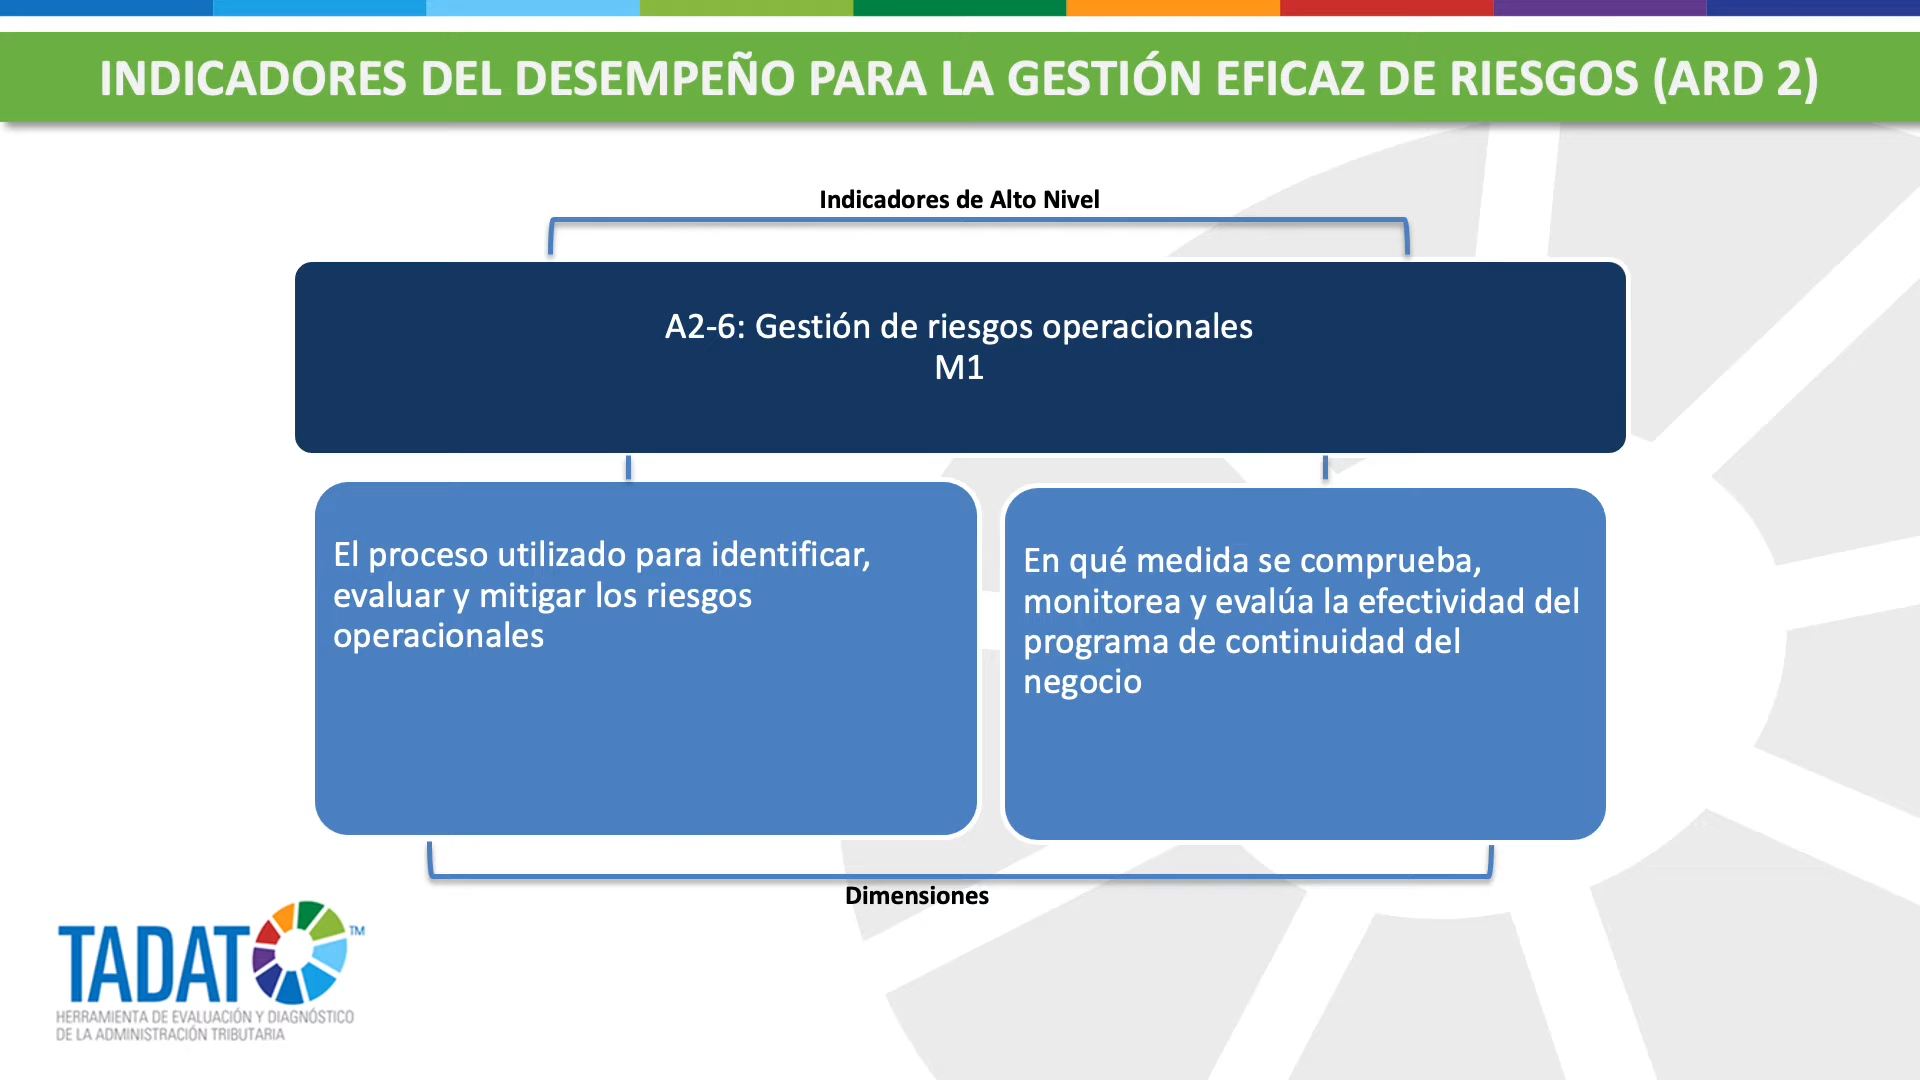 INDICADORES DEL DESEMPEÑO PARA LA GESTIÓN EFICAZ DE RIESGOS (ARD 2)
Indicadores de Alto Nivel
A2-6: Gestión de riesgos operacionales
M1
El proceso utilizado para identificar,
evaluar y mitigar los riesgos
operacionales
En qué medida se comprueba,
monitorea y evalúa la efectividad del
programa de continuidad del
negocio
Dimensiones
TADAT TM
HERRAMIENTA DE EVALUACIÓN Y DIAGNÓSTICO
DE LA ADMINISTRACIÓN TRIBUTARIA